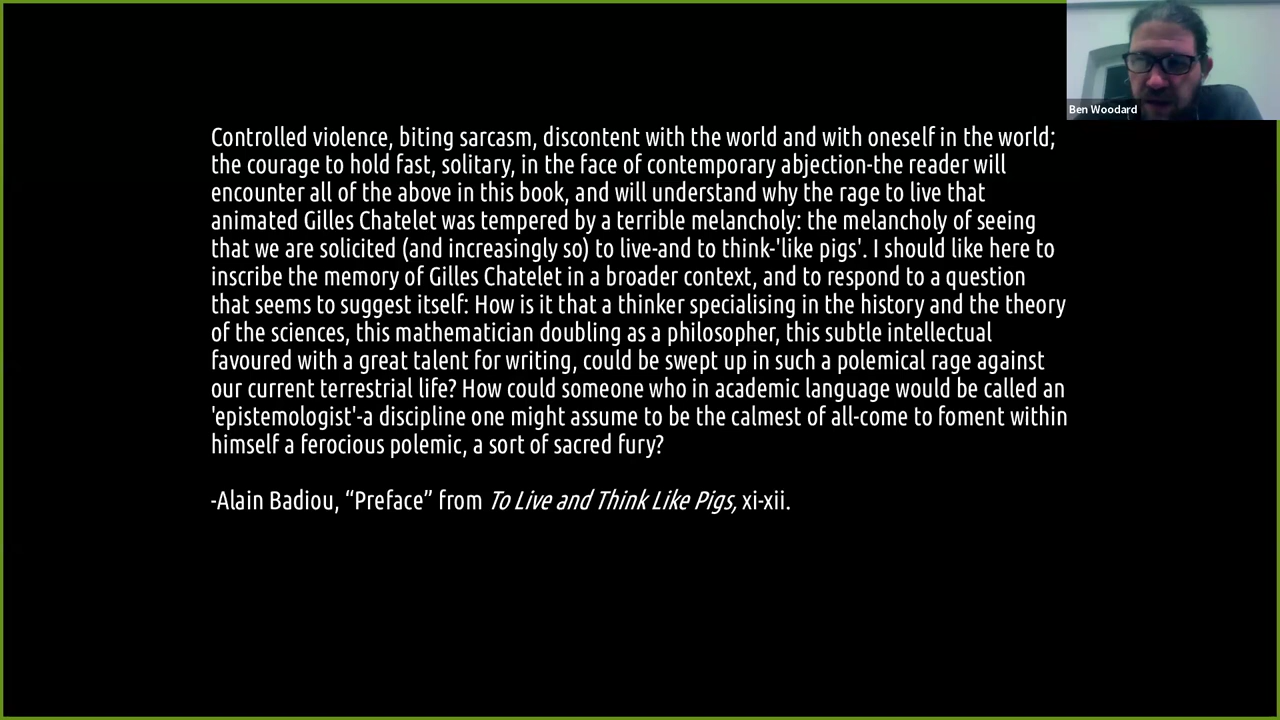 Ben Woodard
Controlled violence, biting sarcasm, discontent with the world and with oneself in the world;
the courage to hold fast, solitary, in the face of contemporary abjection-the reader will
encounter all of the above in this book, and will understand why the rage to live that
animated Gilles Chatelet was tempered by a terrible melancholy: the melancholy of seeing
that we are solicited (and increasingly so) to live-and to think-'like pigs'. I should like here to
inscribe the memory of Gilles Chatelet in a broader context, and to respond to a question
that seems to suggest itself: How is it that a thinker specialising in the history and the theory
of the sciences, this mathematician doubling as a philosopher, this subtle intellectual
favoured with a great talent for writing, could be swept up in such a polemical rage against
our current terrestrial life? How could someone who in academic language would be called an
'epistemologist'-a discipline one might assume to be the calmest of all-come to foment within
himself a ferocious polemic, a sort of sacred fury?
-Alain Badiou, “Preface” from To Live and Think Like Pigs, xi-xii.